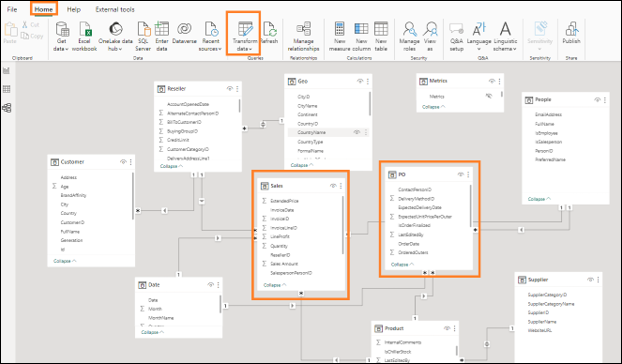 File Home Help External tools
Paste
Cut
Copy
Get data
Excel workbook
OneLake data hub
SQL Server
Enter data
Dataverse
Recent sources
Transform data
Refresh
Manage relationships
New measure
New column
New table
Manage roles
View as
Q&A setup
Language
Linguistic schema
Sensitivity
Publish
Clipboard
Data
Queries
Relationships
Calculations
Security
Q&A
Sensitivity
Share
Reseller
AccountOpenedDate
AlternateContactPersonID
BillToCustomerID
BuyingGroupID
CreditLimit
CustomerCategoryID
DeliveryAddressLine1
Collapse
Geo
CityID
CityName
Continent
CountryID
CountryName
CountryType
FormalName
Collapse
Metrics
Metrics
Collapse
People
EmailAddress
FullName
IsEmployee
IsSalesperson
PersonID
PreferredName
Collapse
Customer
Address
Age
BrandAffinity
City
Country
CustomerID
FullName
Generation
Id
Collapse
Sales
ExtendedPrice
InvoiceDate
InvoiceID
InvoiceLineID
LineProfit
Quantity
ResellerID
Sales Amount
SalespersonPersonID
Collapse
PO
ContactPersonID
DeliveryMethodID
ExpectedDeliveryDate
ExpectedUnitPricePerOuter
IsOrderFinalized
LastEditedBy
OrderDate
OrderedOuters
Collapse
Date
Date
Month
MonthName
Collapse
Supplier
SupplierCategoryID
SupplierCategoryName
SupplierID
SupplierName
WebsiteURL
Collapse
Product
InternalComments
IsChillerStock
LastEditedBy